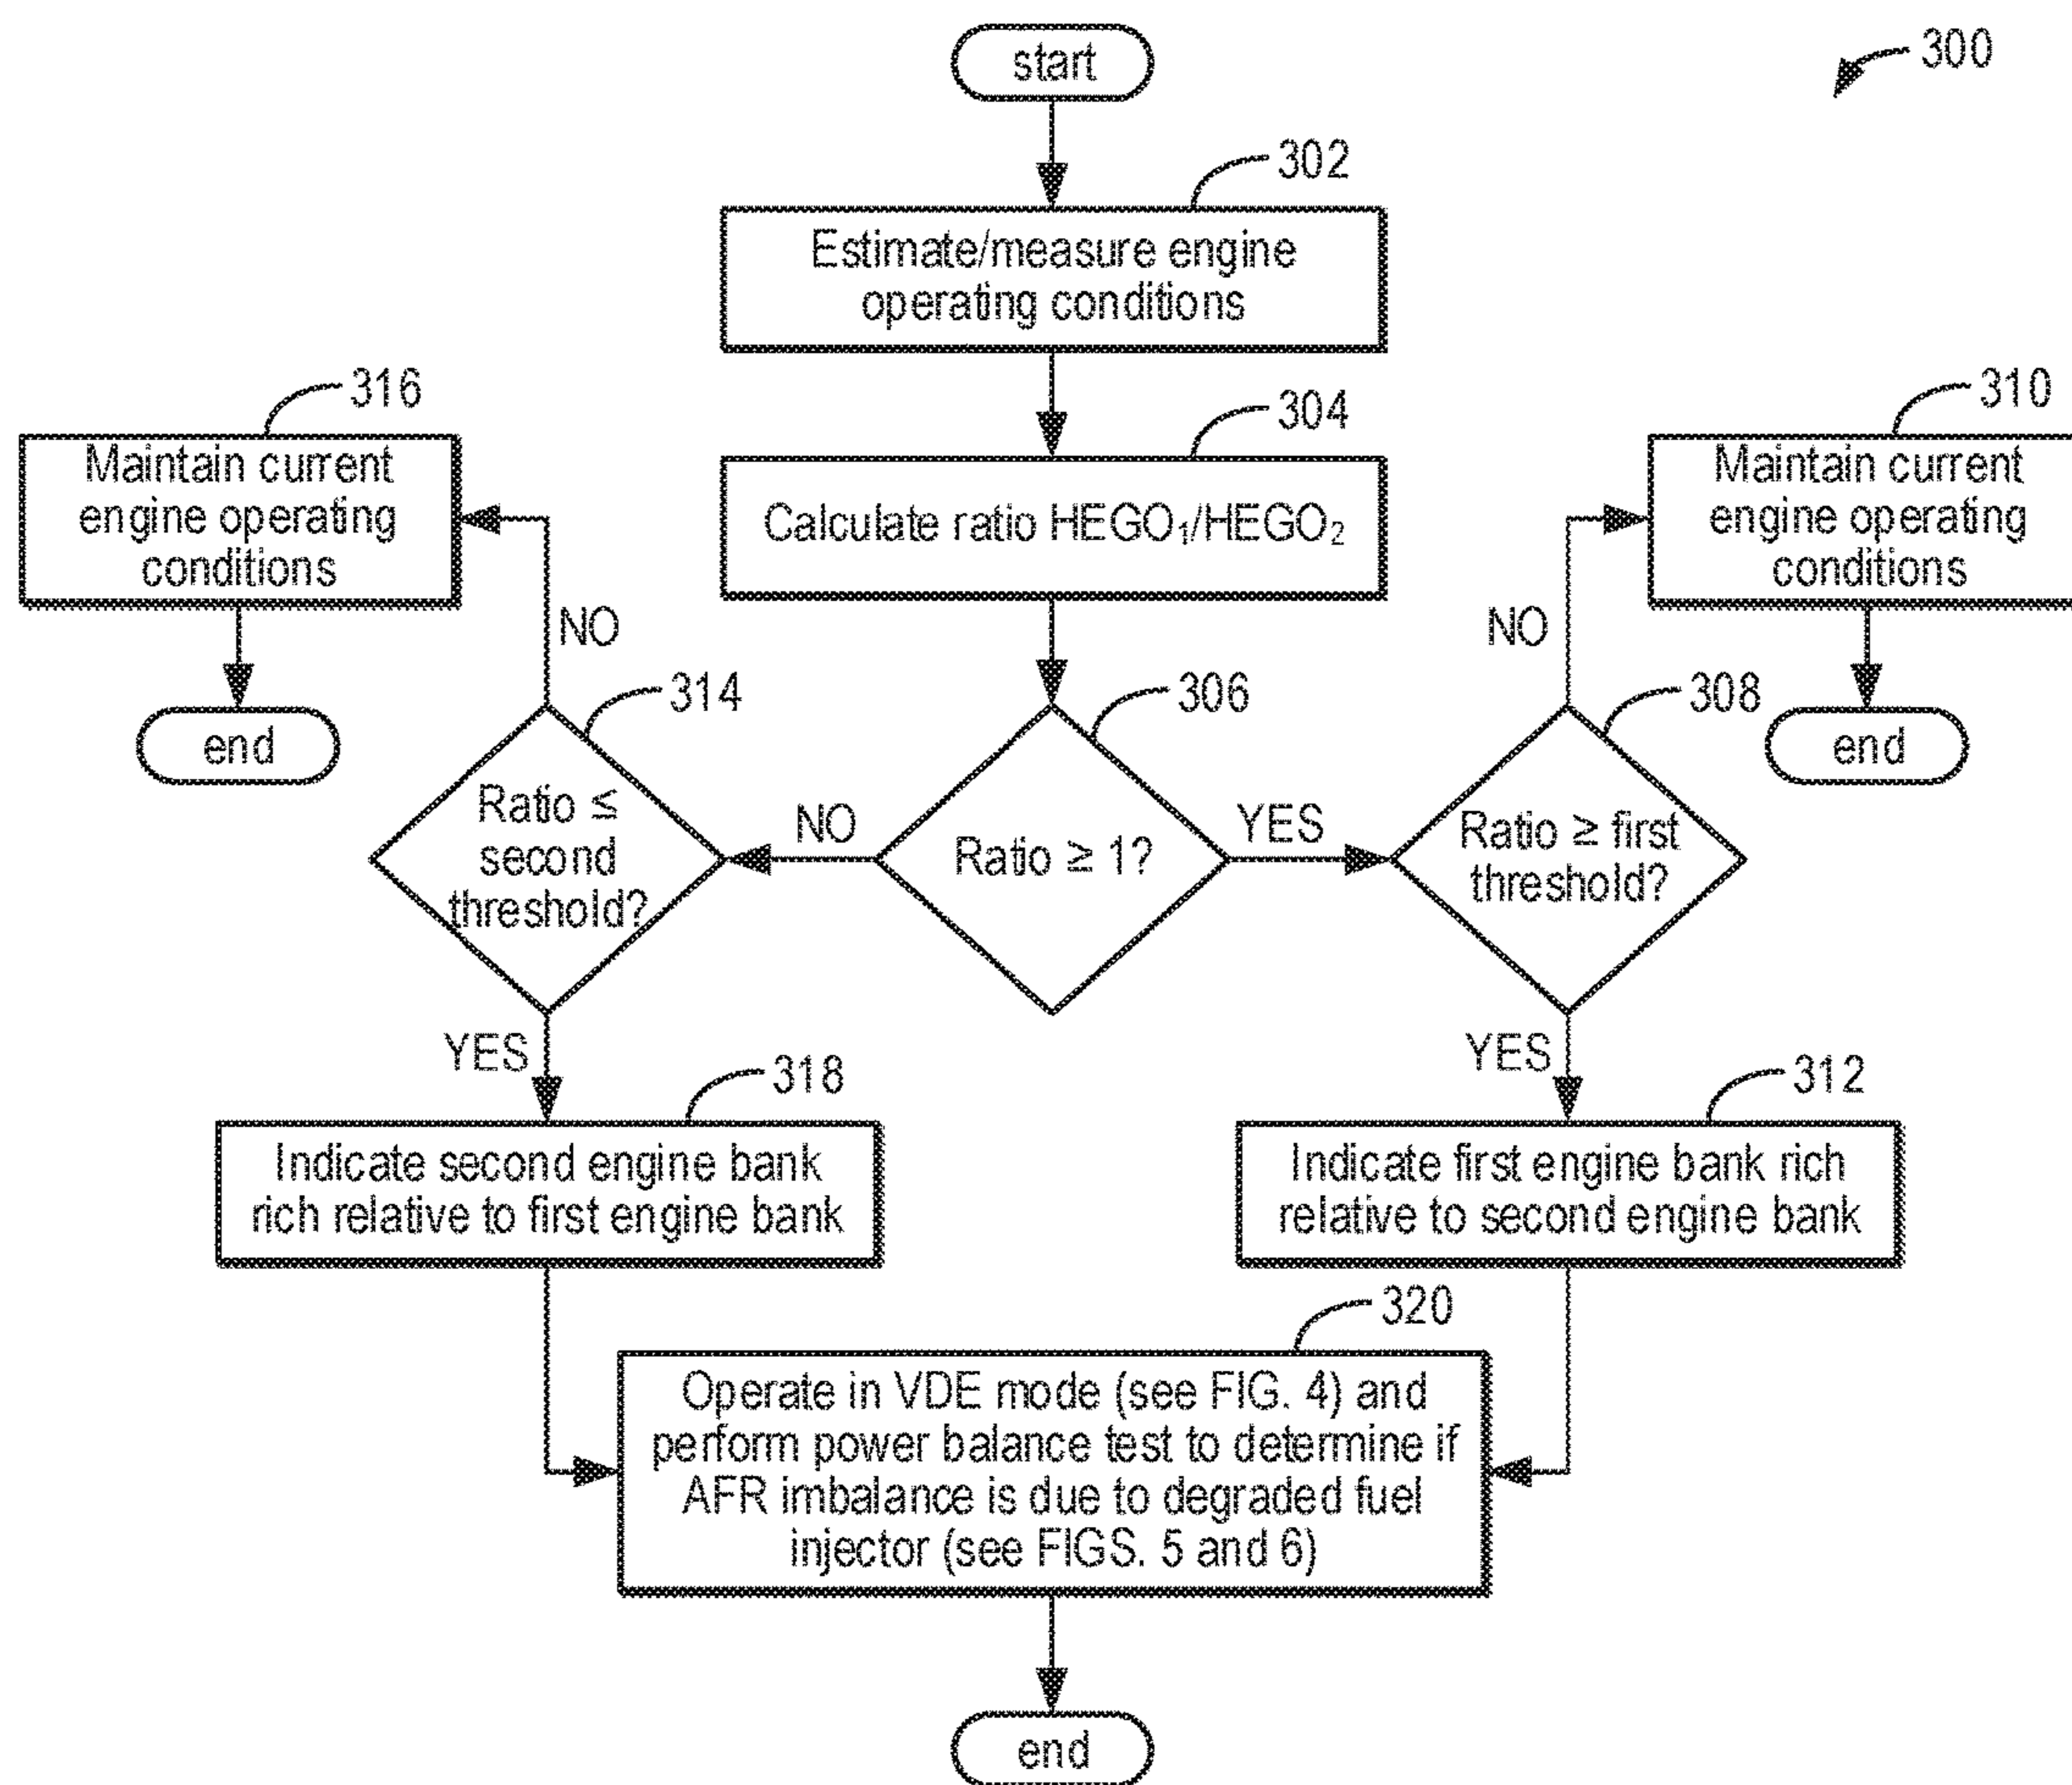 start
300
302
Estimate/measure engine
operating conditions
316
Maintain current
engine operating
conditions
304
Calculate ratio HEGO₁/HEGO₂
310
Maintain current
engine operating
conditions
NO
NO
end
end
314
Ratio ≤
second
threshold?
306
Ratio ≥ 1?
NO
YES
308
Ratio ≥ first
threshold?
YES
YES
318
Indicate second engine bank
rich relative to first engine bank
312
Indicate first engine bank rich
relative to second engine bank
320
Operate in VDE mode (see FIG. 4) and
perform power balance test to determine if
AFR imbalance is due to degraded fuel
injector (see FIGS. 5 and 6)
end